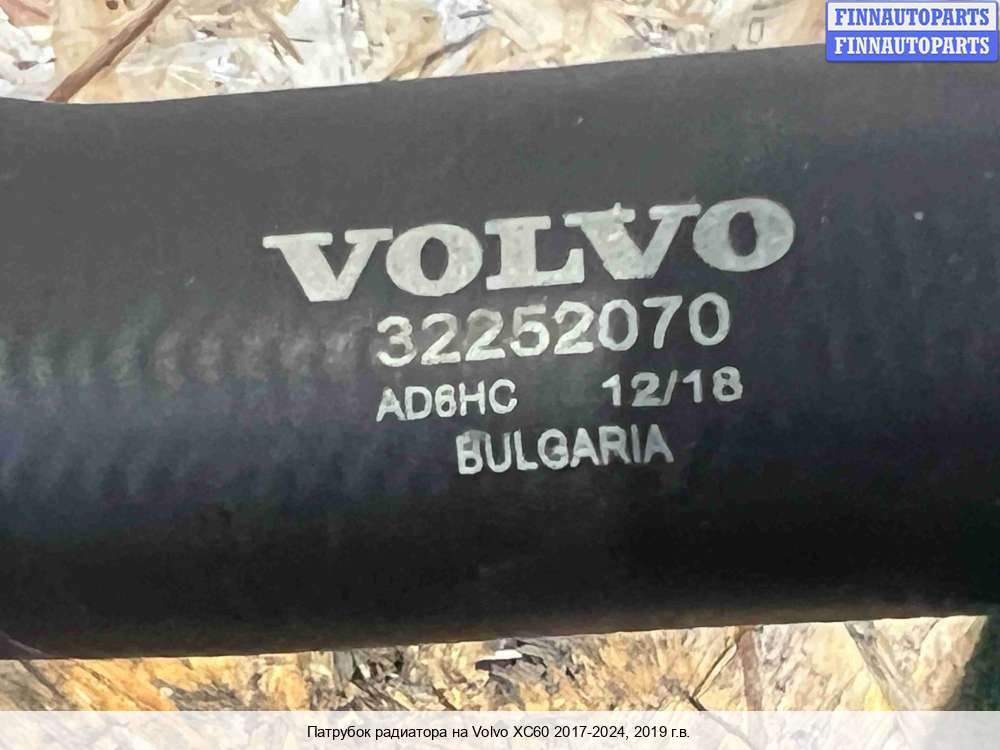 FINNAUTOPARTS
FINNAUTOPARTS
VOLVO
32252070
AD6HC 12/18
BULGARIA
Патрубок радиатора на Volvo XC60 2017-2024, 2019 г.в.